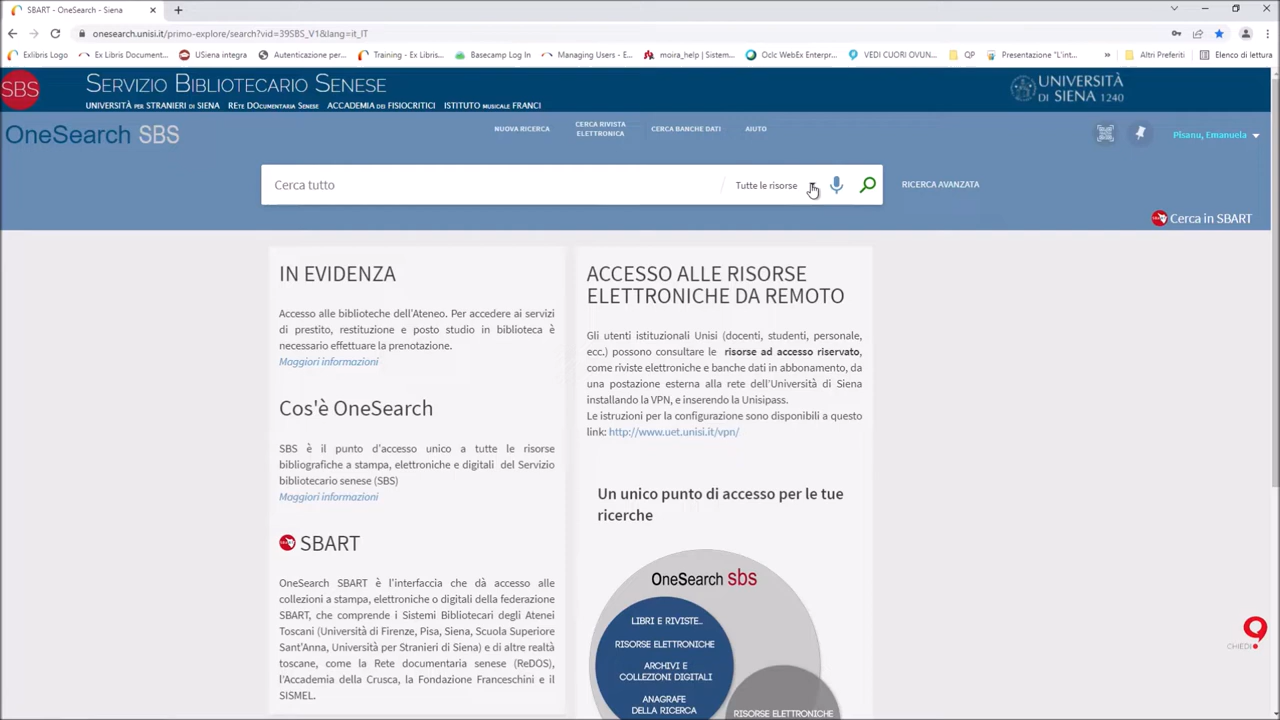 SBART - OneSearch - Siena
onesearch.unisi.it/primo-explore/search?vid=39SBS_V1&lang=it_IT
Exlibris Logo
Ex Libris Document...
USiena integra
Autenticazione per...
Training - Ex Libris...
Basecamp Log In
Managing Users - E...
moira_help | Sistem...
Oclc WebEx Enterpr...
VEDI CUORI OVUN...
QP
Presentazione "L'int...
»
Altri Preferiti
Elenco di lettura
SBS
SERVIZIO BIBLIOTECARIO SENESE
UNIVERSITÀ PER STRANIERI DI SIENA RETE DOCUMENTARIA SENESE ACCADEMIA DEI FISIOCRITICI ISTITUTO MUSICALE FRANCI
UNIVERSITÀ
DI SIENA 1240
OneSearch SBS
NUOVA RICERCA
CERCA RIVISTA
ELETTRONICA
CERCA BANCHE DATI
AIUTO
Pisanu, Emanuela
Cerca tutto
Tutte le risorse
RICERCA AVANZATA
Cerca in SBART
IN EVIDENZA
Accesso alle biblioteche dell'Ateneo. Per accedere ai servizi
di prestito, restituzione e posto studio in biblioteca è
necessario effettuare la prenotazione.
Maggiori informazioni
Cos'è OneSearch
SBS è il punto d'accesso unico a tutte le risorse
bibliografiche a stampa, elettroniche e digitali del Servizio
bibliotecario senese (SBS)
Maggiori informazioni
SBART
OneSearch SBART è l'interfaccia che dà accesso alle
collezioni a stampa, elettroniche o digitali della federazione
SBART, che comprende i Sistemi Bibliotecari degli Atenei
Toscani (Università di Firenze, Pisa, Siena, Scuola Superiore
Sant'Anna, Università per Stranieri di Siena) e di altre realtà
toscane, come la Rete documentaria senese (ReDOS),
l'Accademia della Crusca, la Fondazione Franceschini e il
SISMEL.
ACCESSO ALLE RISORSE
ELETTRONICHE DA REMOTO
Gli utenti istituzionali Unisi (docenti, studenti, personale,
ecc.) possono consultare le risorse ad accesso riservato,
come riviste elettroniche e banche dati in abbonamento, da
una postazione esterna alla rete dell'Università di Siena
installando la VPN, e inserendo la Unisipass.
Le istruzioni per la configurazione sono disponibili a questo
link: http://www.uet.unisi.it/vpn/
Un unico punto di accesso per le tue
ricerche
OneSearch sbs
LIBRI E RIVISTE...
RISORSE ELETTRONICHE
ARCHIVI E
COLLEZIONI DIGITALI
ANAGRAFE
DELLA RICERCA
RISORSE ELETTRONICHE
CHIEDI